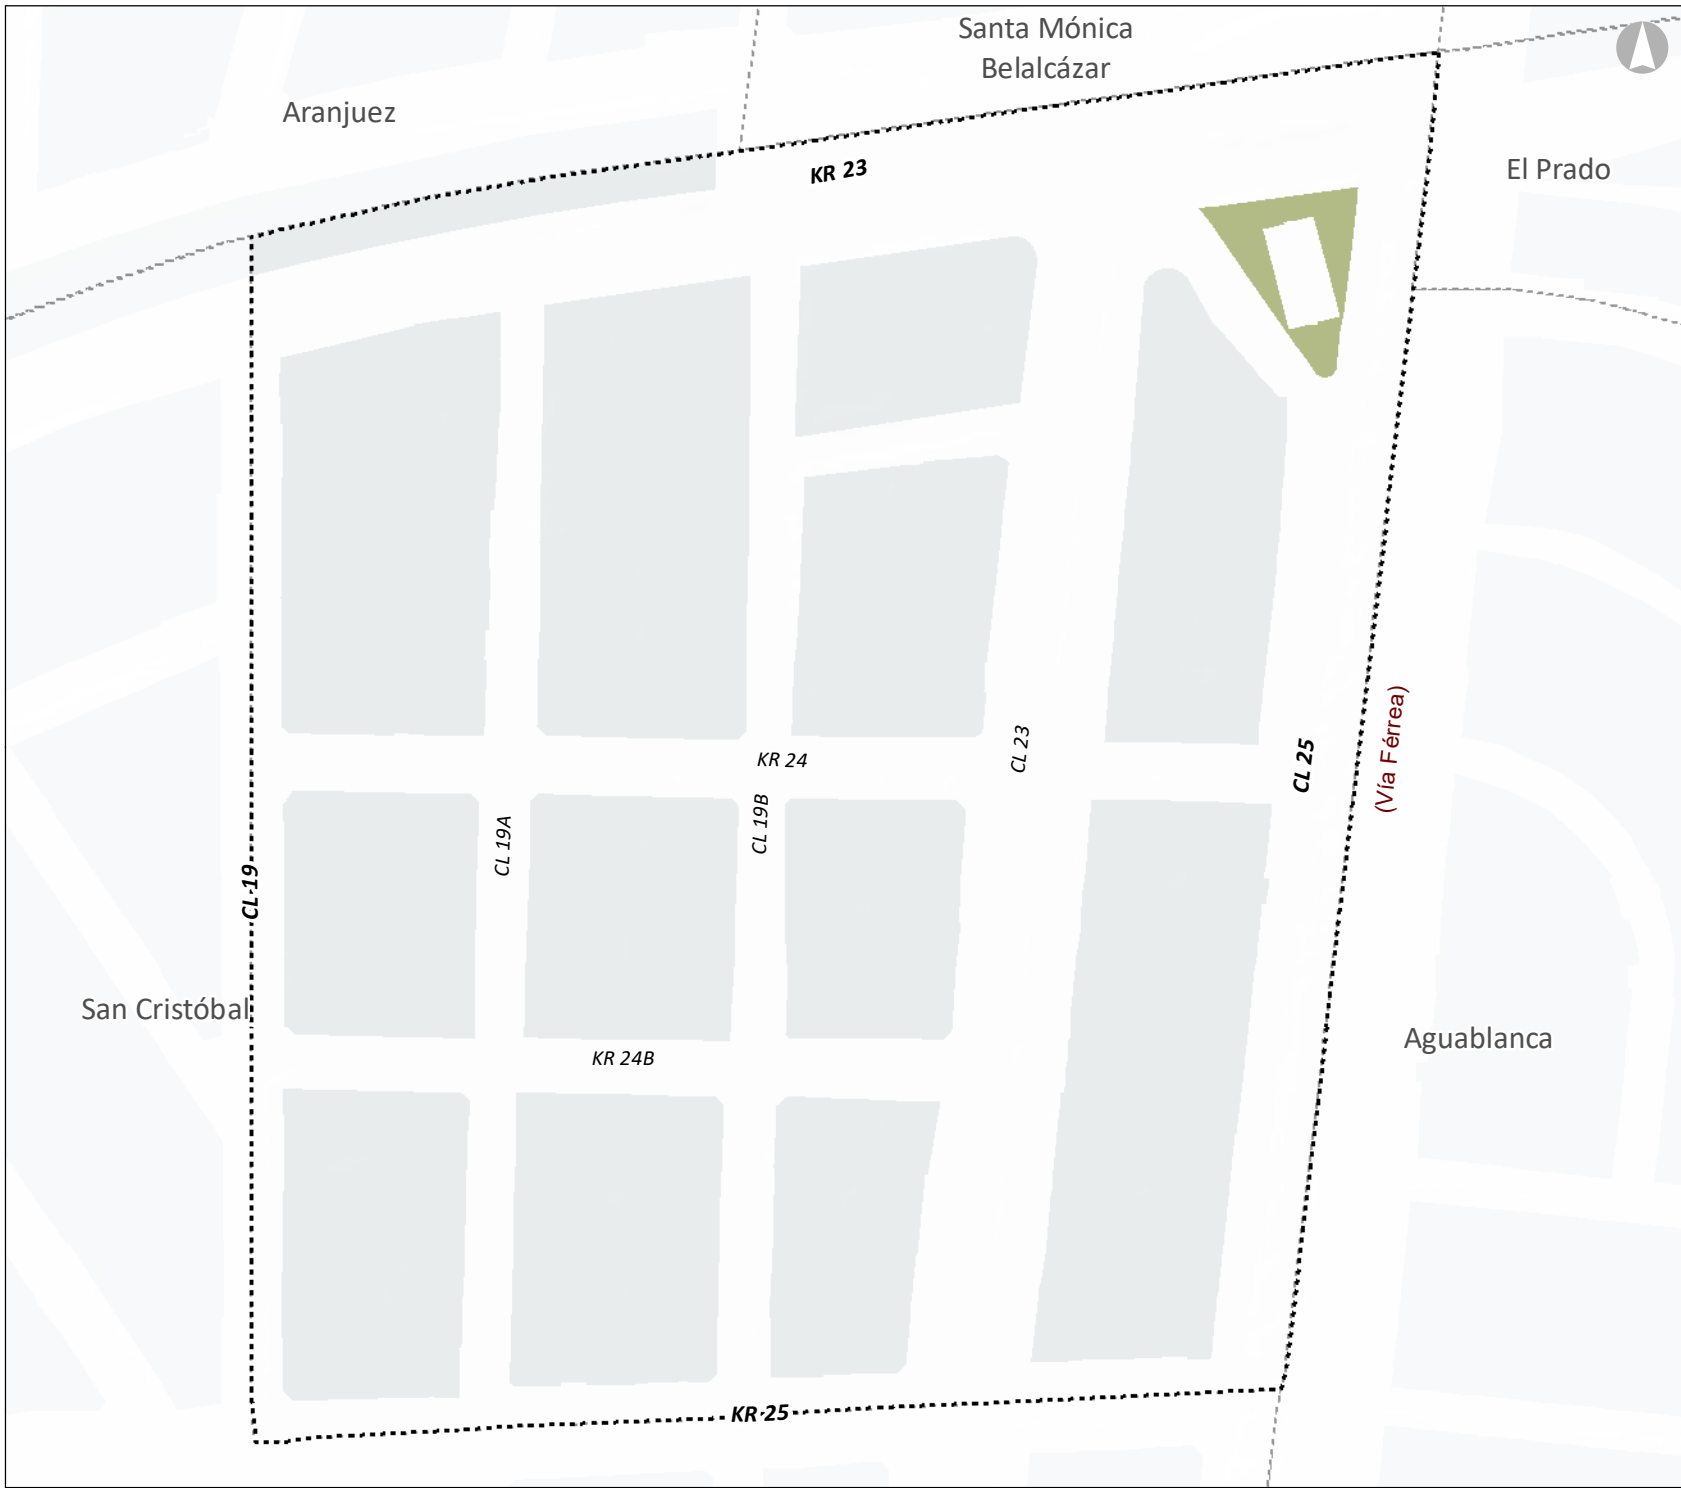 Santa Mónica
Belalcázar
Aranjuez
KR 23
El Prado
KR 24
CL 23
CL 25
(Vía Férrea)
CL 19A
CL 19B
CL 19
San Cristóbal
Aguablanca
KR 24B
KR 25